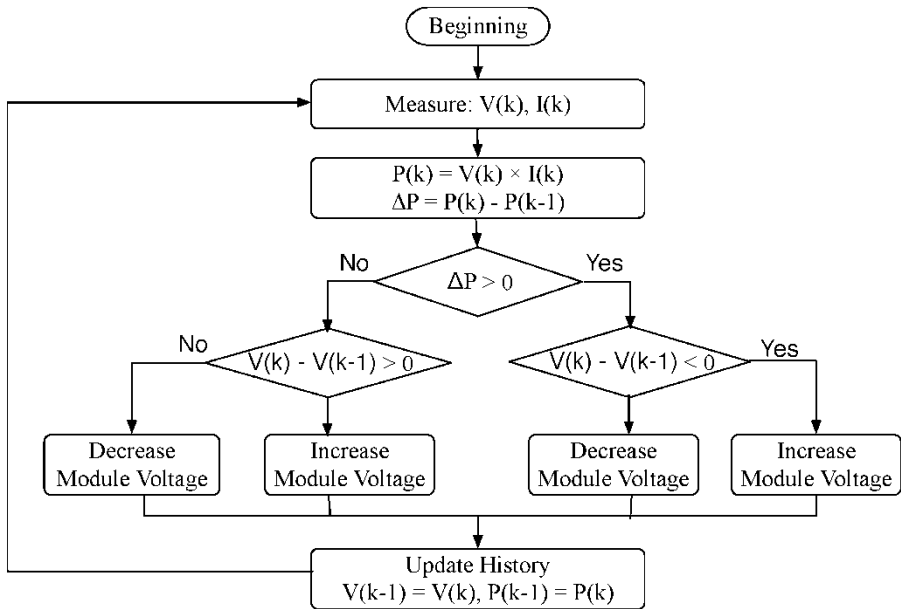 Beginning
Measure: V(k), I(k)
P(k) = V(k) × I(k)
ΔP = P(k) - P(k-1)
No
ΔP > 0
Yes
No
V(k) - V(k-1) > 0
V(k) - V(k-1) < 0
Yes
Decrease
Module Voltage
Increase
Module Voltage
Decrease
Module Voltage
Increase
Module Voltage
Update History
V(k-1) = V(k), P(k-1) = P(k)